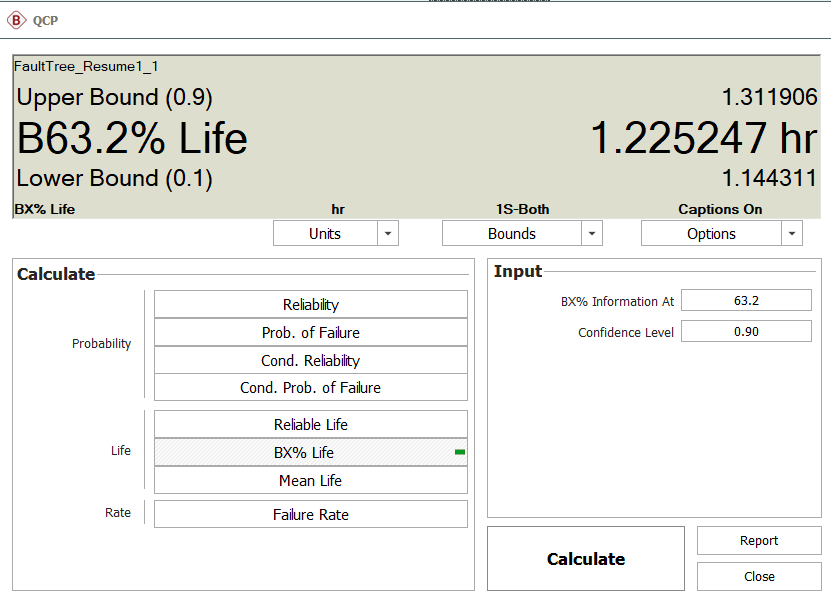 B QCP
FaultTree_Resume1_1
Upper Bound (0.9) 1.311906
B63.2% Life 1.225247 hr
Lower Bound (0.1) 1.144311
BX% Life hr 1S-Both Captions On
Units Bounds Options
Calculate
Probability
Reliability
Prob. of Failure
Cond. Reliability
Cond. Prob. of Failure
Life
Reliable Life
BX% Life
Mean Life
Rate
Failure Rate
Input
BX% Information At 63.2
Confidence Level 0.90
Calculate
Report
Close